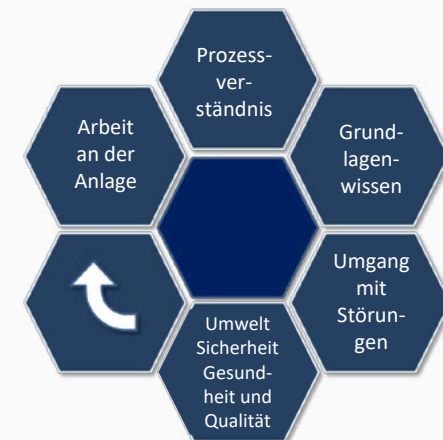 Prozess-
ver-
ständnis
Arbeit
an der
Anlage
Grund-
lagen-
wissen
Umgang
mit
Störun-
gen
Umwelt
Sicherheit
Gesund-
heit und
Qualität